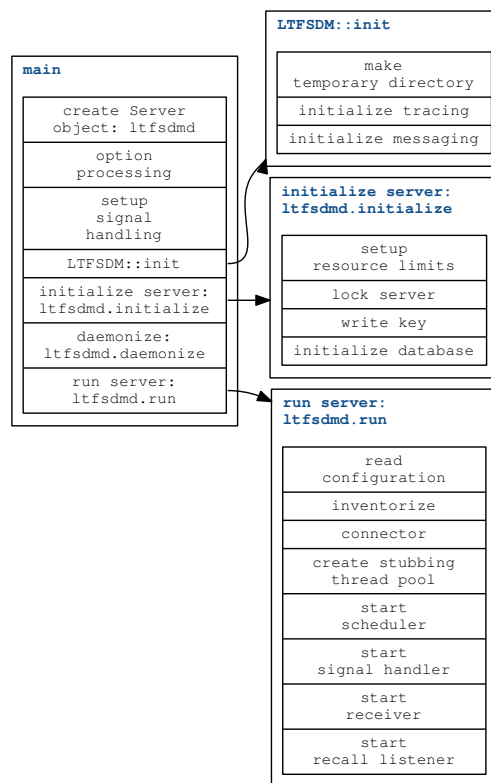 main
create Server
object: ltfsdmd
option
processing
setup
signal
handling
LTFSDM::init
initialize server:
ltfsdmd.initialize
daemonize:
ltfsdmd.daemonize
run server:
ltfsdmd.run
LTFSDM::init
make
temporary directory
initialize tracing
initialize messaging
initialize server:
ltfsdmd.initialize
setup
resource limits
lock server
write key
initialize database
run server:
ltfsdmd.run
read
configuration
inventorize
connector
create stubbing
thread pool
start
scheduler
start
signal handler
start
receiver
start
recall listener